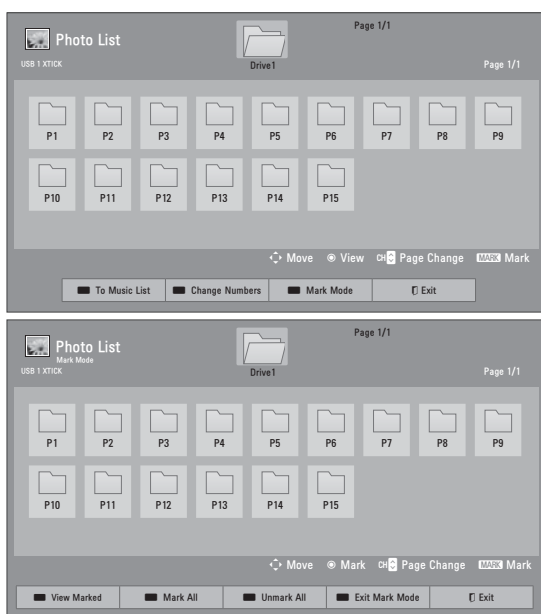 Page 1/1
Photo List
USB 1 XTICK
Drive1
Page 1/1
P1 P2 P3 P4 P5 P6 P7 P8 P9
P10 P11 P12 P13 P14 P15
Move View CH Page Change MARK Mark
To Music List Change Numbers Mark Mode Exit
Page 1/1
Photo List
Mark Mode
USB 1 XTICK
Drive1
Page 1/1
P1 P2 P3 P4 P5 P6 P7 P8 P9
P10 P11 P12 P13 P14 P15
Move Mark CH Page Change MARK Mark
View Marked Mark All Unmark All Exit Mark Mode Exit